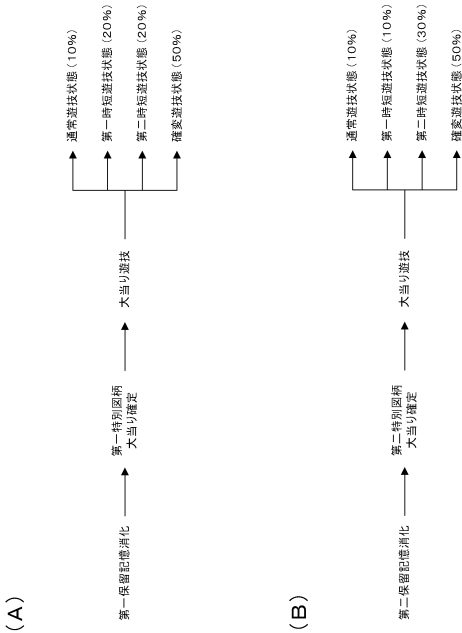 (A)
第一保留記憶消化
第一特別図柄
大当り確定
大当り遊技
通常遊技状態(10%)
第一時短遊技状態(20%)
第二時短遊技状態(20%)
確変遊技状態(50%)
(B)
第二保留記憶消化
第二特別図柄
大当り確定
大当り遊技
通常遊技状態(10%)
第一時短遊技状態(10%)
第二時短遊技状態(30%)
確変遊技状態(50%)